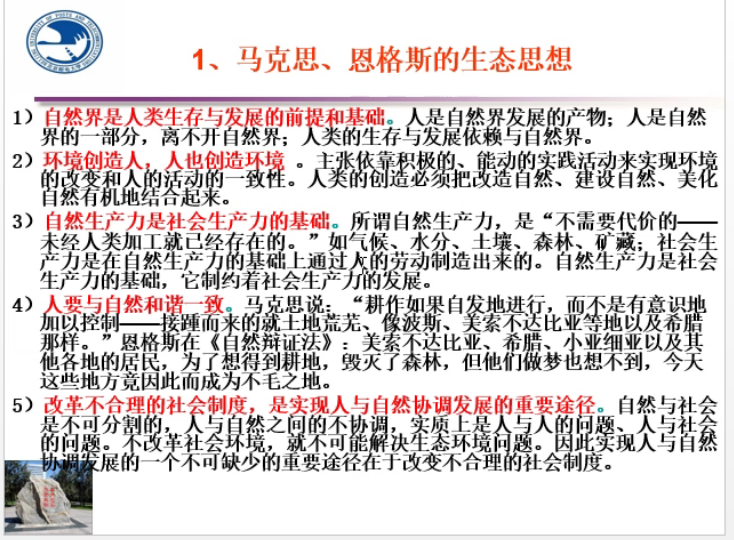 1、马克思、恩格斯的生态思想
1）自然界是人类生存与发展的前提和基础。人是自然界发展的产物；人是自然
界的一部分，离不开自然界；人类的生存与发展依赖与自然界。
2）环境创造人，人也创造环境 。主张依靠积极的、能动的实践活动来实现环境
的改变和人的活动的一致性。人类的创造必须把改造自然、建设自然、美化
自然有机地结合起来。
3）自然生产力是社会生产力的基础。所谓自然生产力，是“不需要代价的——
未经人类加工就已经存在的。”如气候、水分、土壤、森林、矿藏；社会生
产力是在自然生产力的基础上通过人的劳动制造出来的。自然生产力是社会
生产力的基础，它制约着社会生产力的发展。
4）人要与自然和谐一致。马克思说：“耕作如果自发地进行，而不是有意识地
加以控制——接踵而来的就土地荒芜、像波斯、美索不达比亚等地以及希腊
那样。”恩格斯在《自然辩证法》：美索不达比亚、希腊、小亚细亚以及其
他各地的居民，为了想得到耕地，毁灭了森林，但他们做梦也想不到，今天
这些地方竟因此而成为不毛之地。
5）改革不合理的社会制度，是实现人与自然协调发展的重要途径。自然与社会
是不可分割的，人与自然之间的不协调，实质上是人与人的问题、人与社会
的问题。不改革社会环境，就不可能解决生态环境问题。因此实现人与自然
协调发展的一个不可缺少的重要途径在于改变不合理的社会制度。